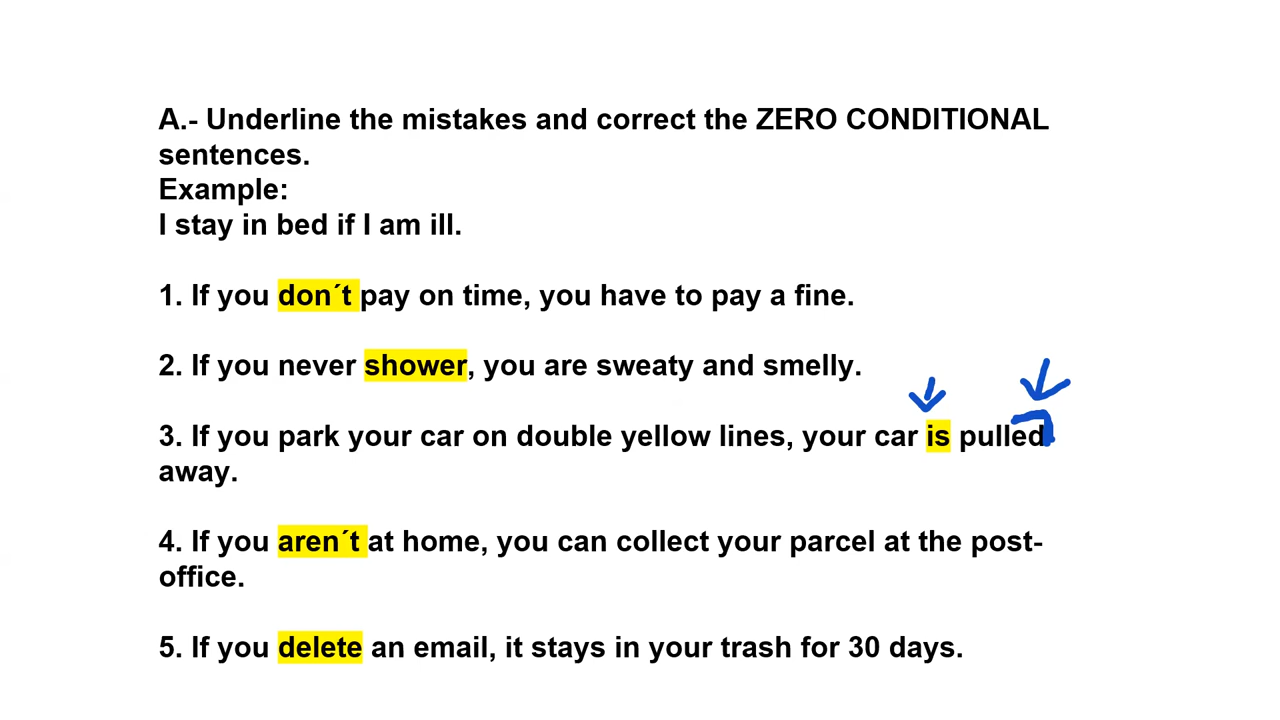 A.- Underline the mistakes and correct the ZERO CONDITIONAL
sentences.
Example:
I stay in bed if I am ill.
1. If you don´t pay on time, you have to pay a fine.
2. If you never shower, you are sweaty and smelly.
3. If you park your car on double yellow lines, your car is pulled
away.
4. If you aren´t at home, you can collect your parcel at the post-
office.
5. If you delete an email, it stays in your trash for 30 days.